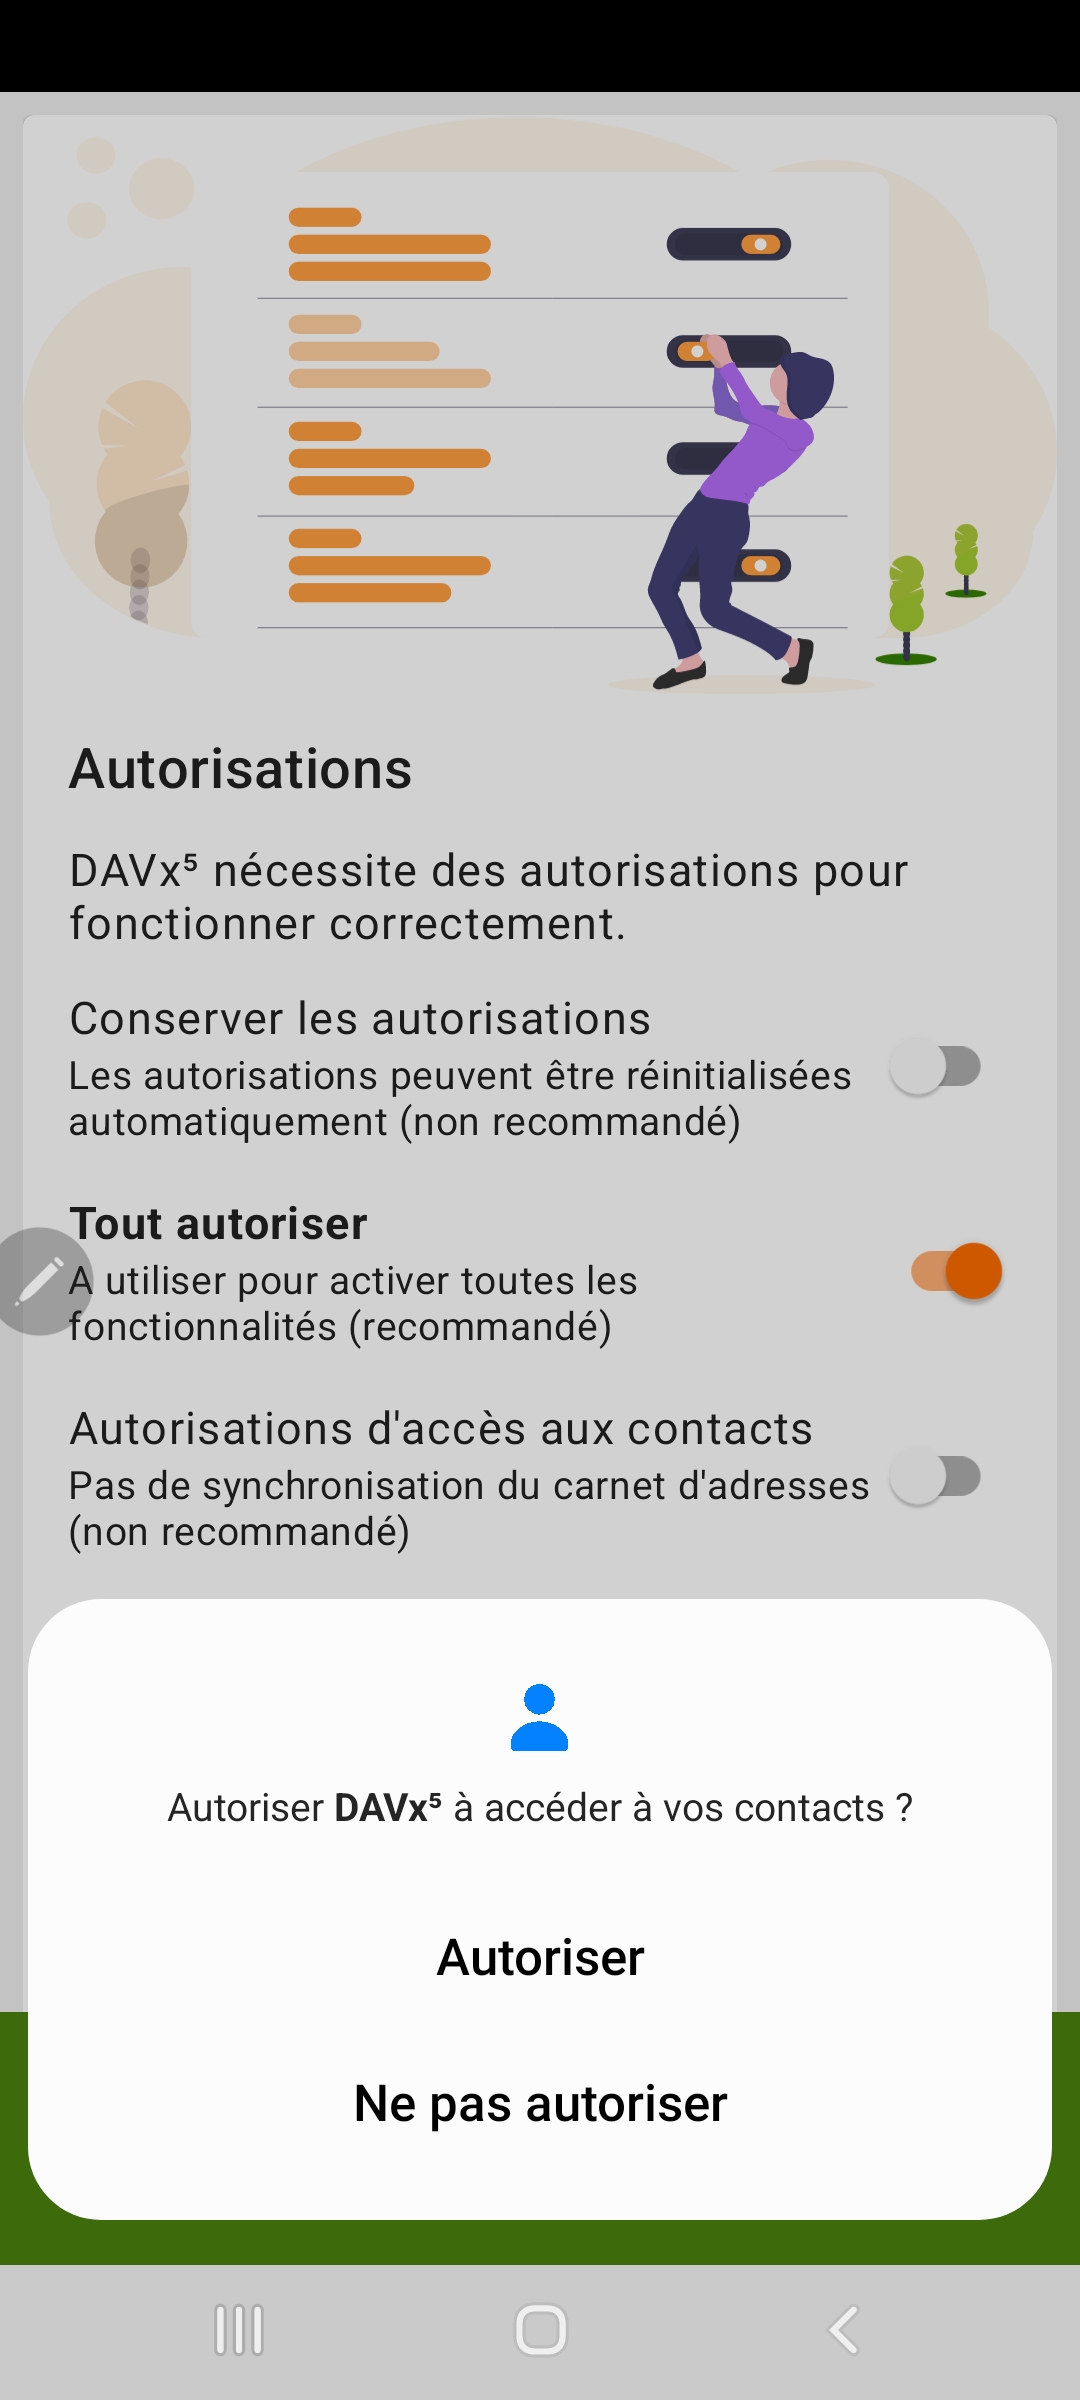 Autorisations
DAVx⁵ nécessite des autorisations pour
fonctionner correctement.
Conserver les autorisations
Les autorisations peuvent être réinitialisées
automatiquement (non recommandé)
Tout autoriser
A utiliser pour activer toutes les
fonctionnalités (recommandé)
Autorisations d'accès aux contacts
Pas de synchronisation du carnet d'adresses
(non recommandé)
Autoriser DAVx⁵ à accéder à vos contacts ?
Autoriser
Ne pas autoriser